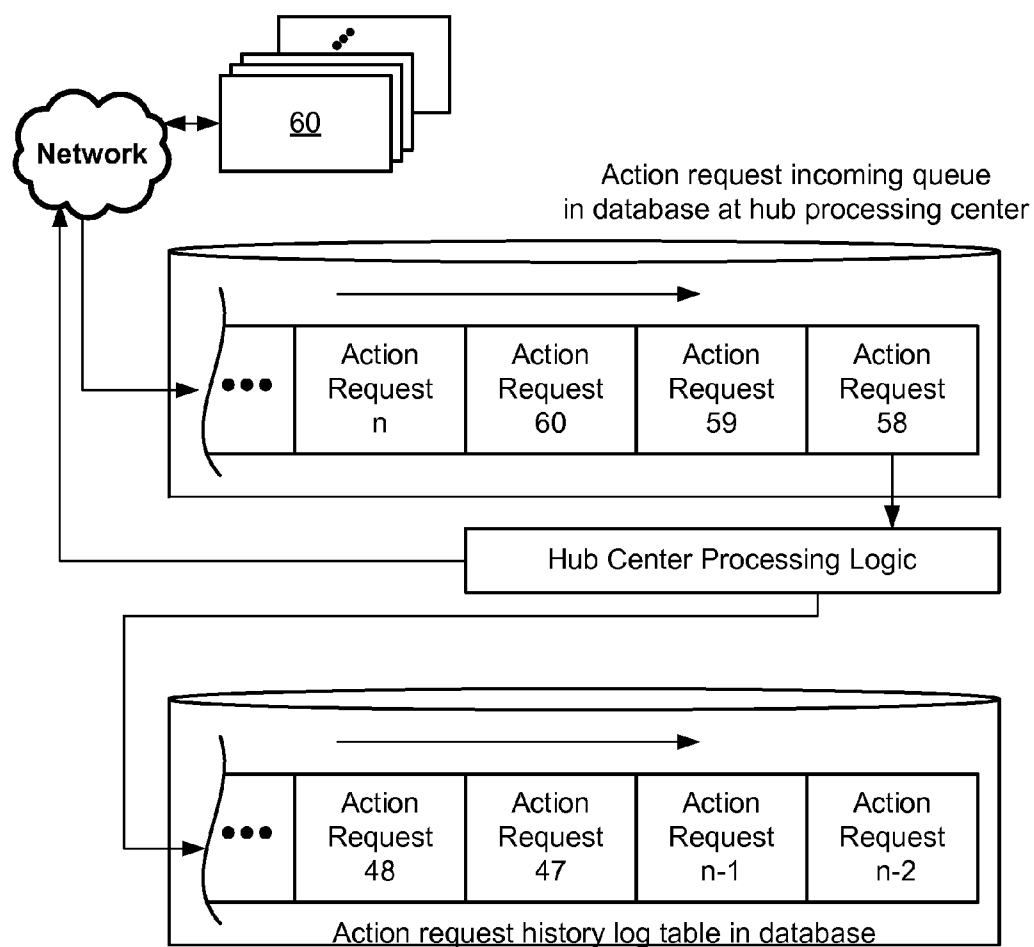 60
Network
Action request incoming queue
in database at hub processing center
Action
Request
n
Action
Request
60
Action
Request
59
Action
Request
58
Hub Center Processing Logic
Action
Request
48
Action
Request
47
Action
Request
n-1
Action
Request
n-2
Action request history log table in database